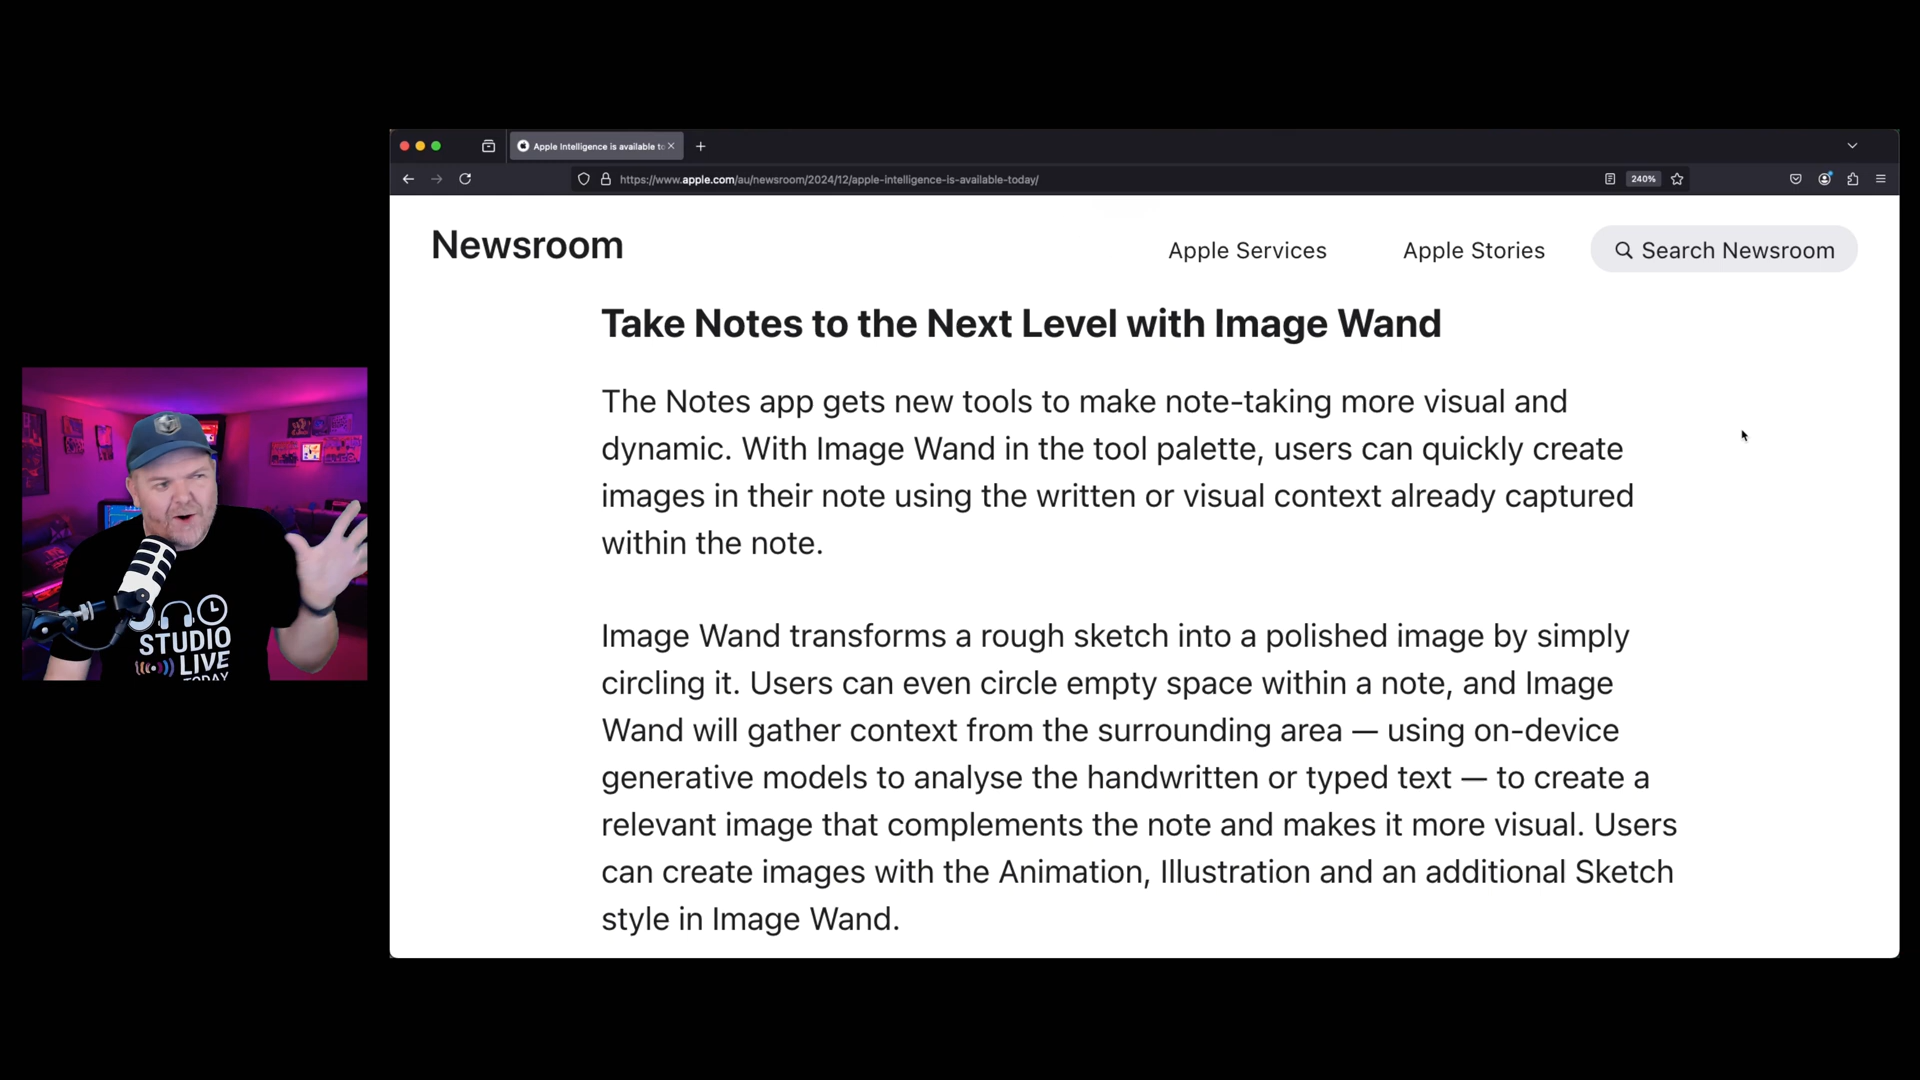 Apple Intelligence is available to
https://www.apple.com/au/newsroom/2024/12/apple-intelligence-is-available-today/
240%
Newsroom
Apple Services
Apple Stories
Search Newsroom
Take Notes to the Next Level with Image Wand
The Notes app gets new tools to make note-taking more visual and
dynamic. With Image Wand in the tool palette, users can quickly create
images in their note using the written or visual context already captured
within the note.
Image Wand transforms a rough sketch into a polished image by simply
circling it. Users can even circle empty space within a note, and Image
Wand will gather context from the surrounding area — using on-device
generative models to analyse the handwritten or typed text — to create a
relevant image that complements the note and makes it more visual. Users
can create images with the Animation, Illustration and an additional Sketch
style in Image Wand.
STUDIO
LIVE
TODAY